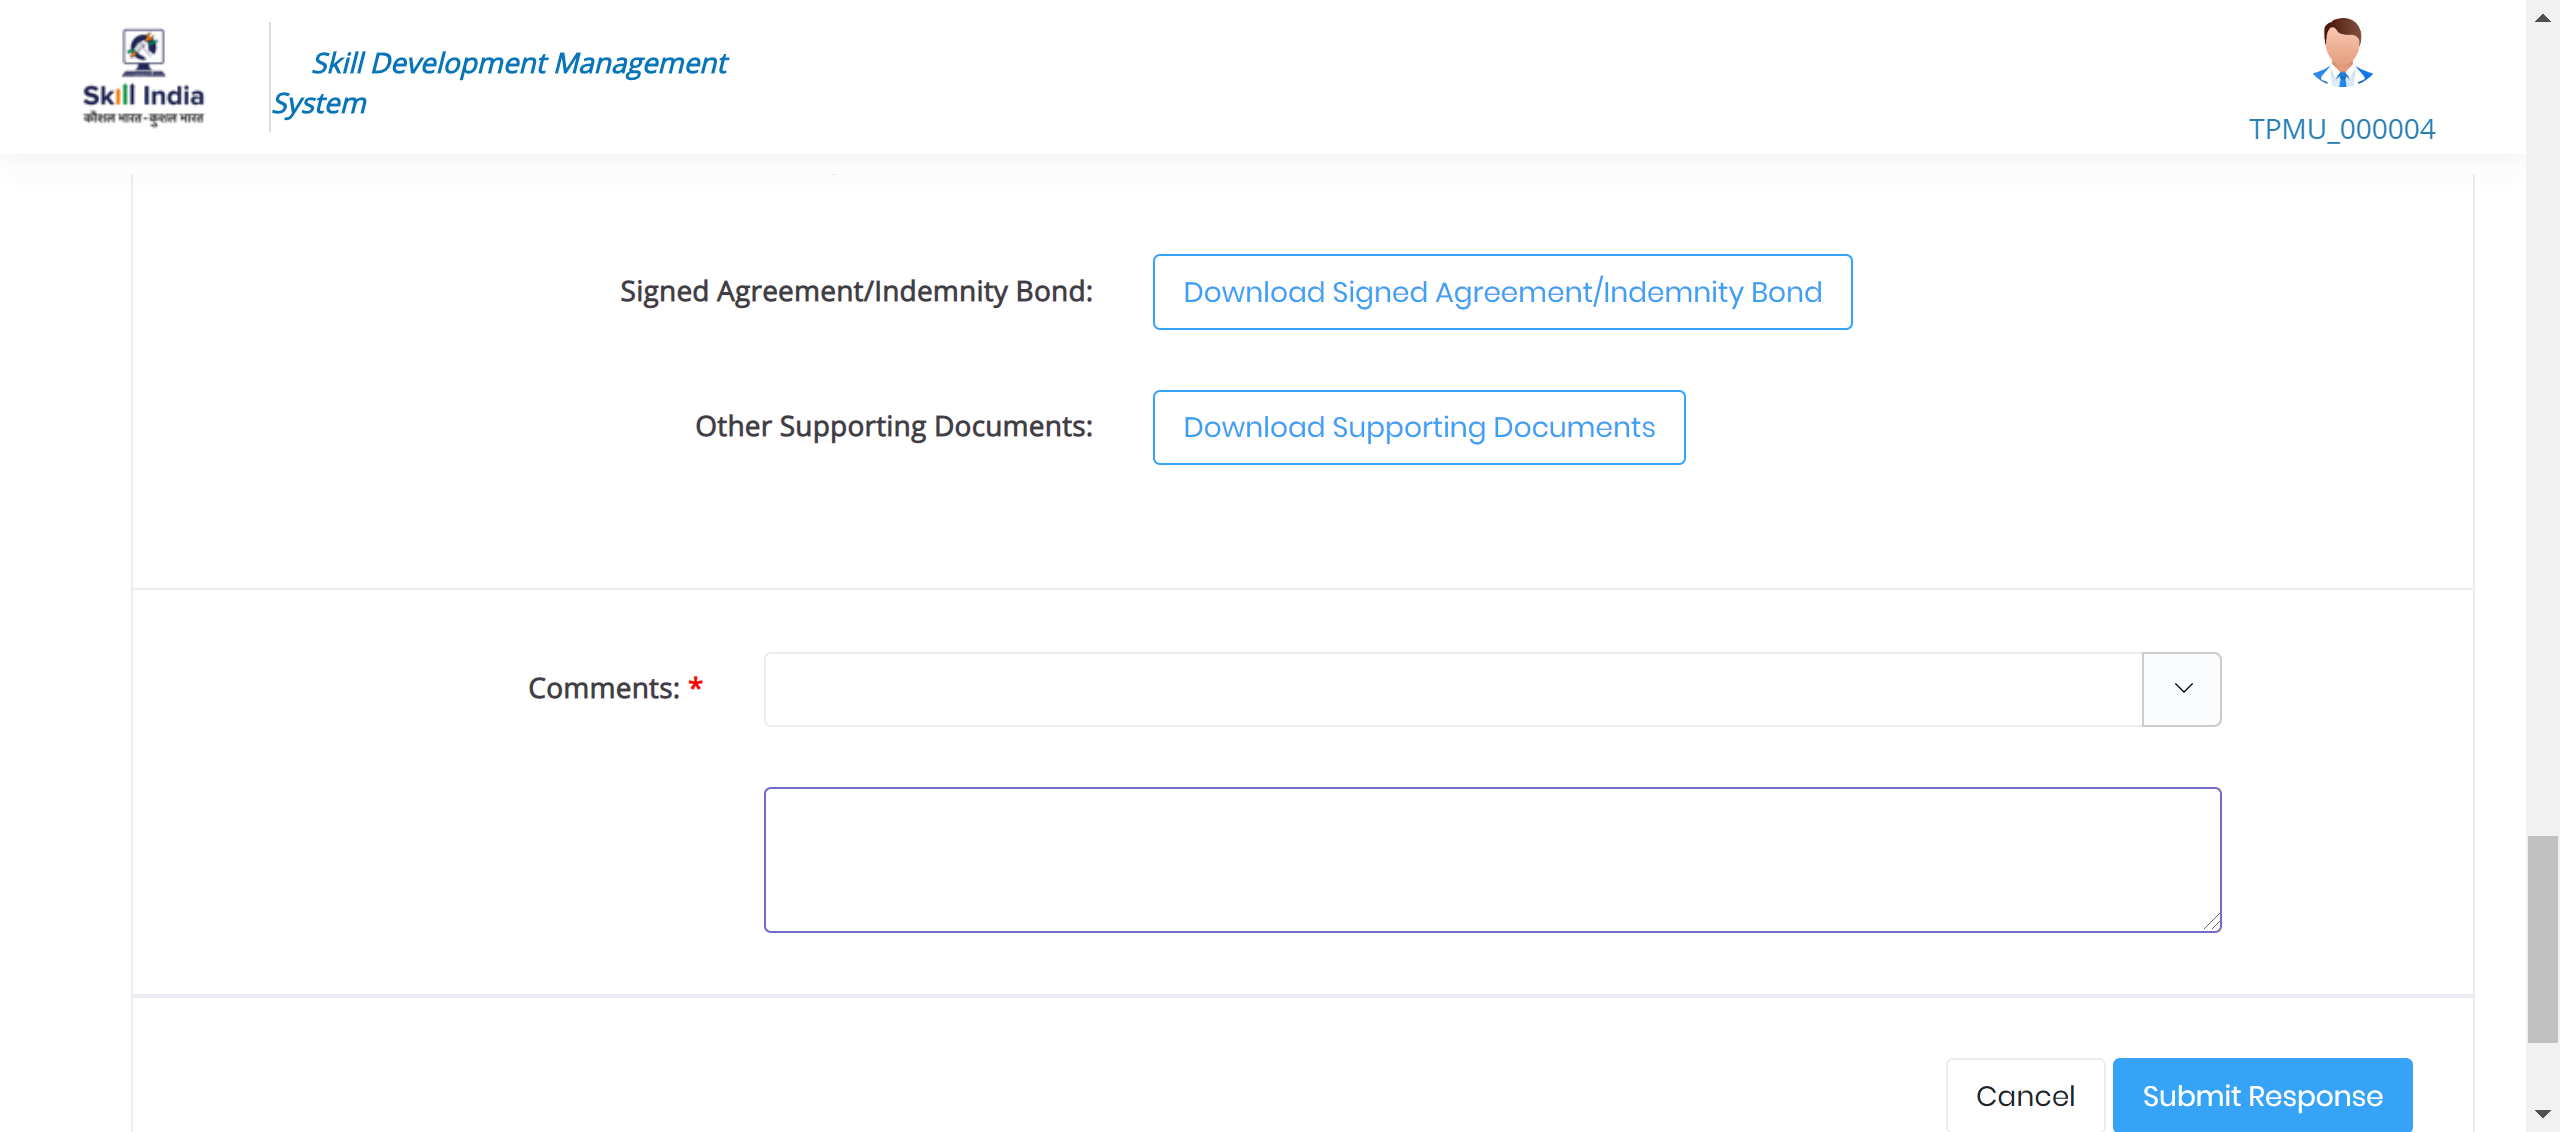 Skill India
कौशल भारत-कुशल भारत
Skill Development Management
System
TPMU_000004
Signed Agreement/Indemnity Bond:
Download Signed Agreement/Indemnity Bond
Other Supporting Documents:
Download Supporting Documents
Comments: *
Cancel
Submit Response